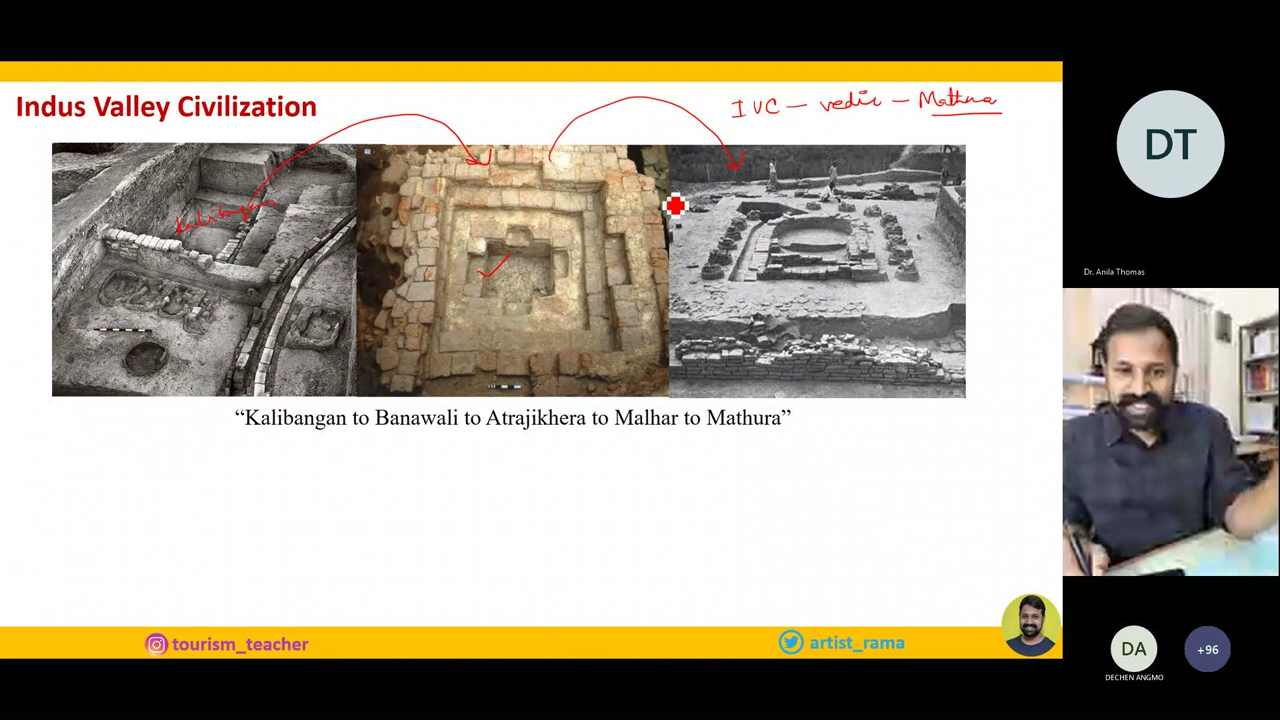 Indus Valley Civilization
IVC - vedic - Mathura
Kalibangan
“Kalibangan to Banawali to Atrajikhera to Malhar to Mathura”
tourism_teacher
artist_rama
DT
Dr. Anila Thomas
DA
DECHEN ANGMO
+96